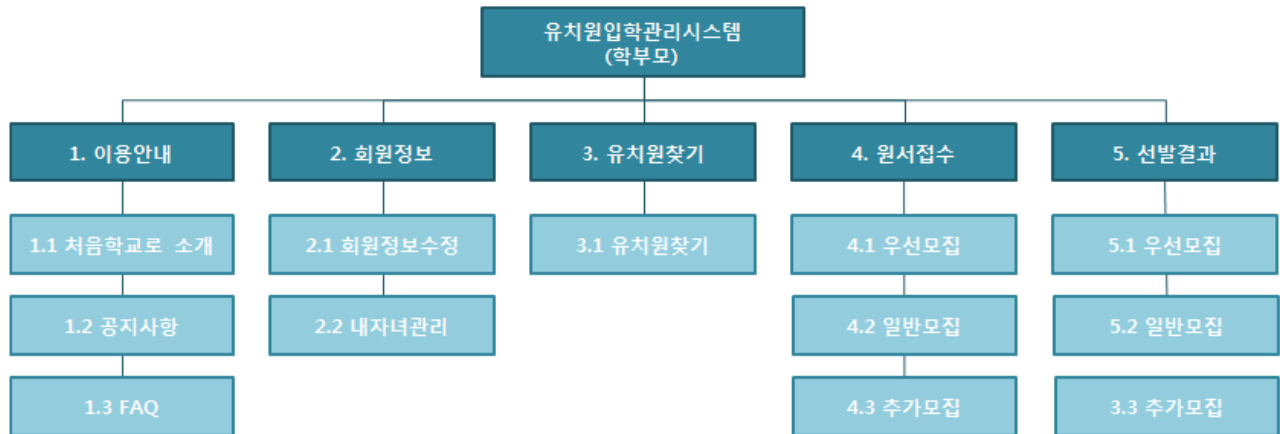 유치원입학관리시스템
(학부모)
1. 이용안내
2. 회원정보
3. 유치원찾기
4. 원서접수
5. 선발결과
1.1 처음학교로 소개
2.1 회원정보수정
3.1 유치원찾기
4.1 우선모집
5.1 우선모집
1.2 공지사항
2.2 내자녀관리
4.2 일반모집
5.2 일반모집
1.3 FAQ
4.3 추가모집
3.3 추가모집